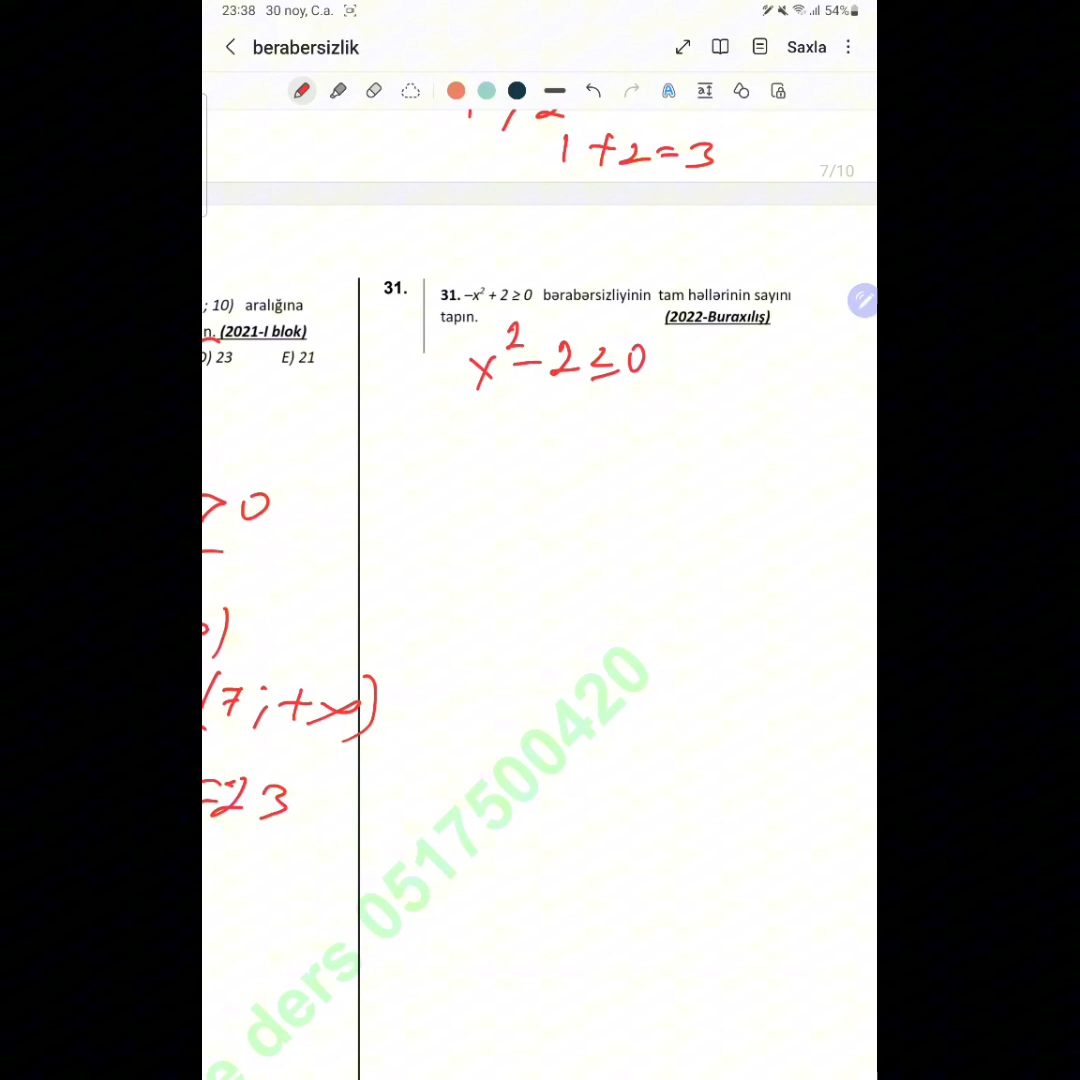 23:38 30 noy, C.a. 54%
berabersizlik Saxla
1 + 2 = 3
7/10
; 10) aralığına
n. (2021-I blok)
D) 23 E) 21
31.
31. –x² + 2 ≥ 0 bərabərsizliyinin tam həllərinin sayını
tapın. (2022-Buraxılış)
x² – 2 ≤ 0
> 0
(7 ; +∞)
=23
ders 0517500420